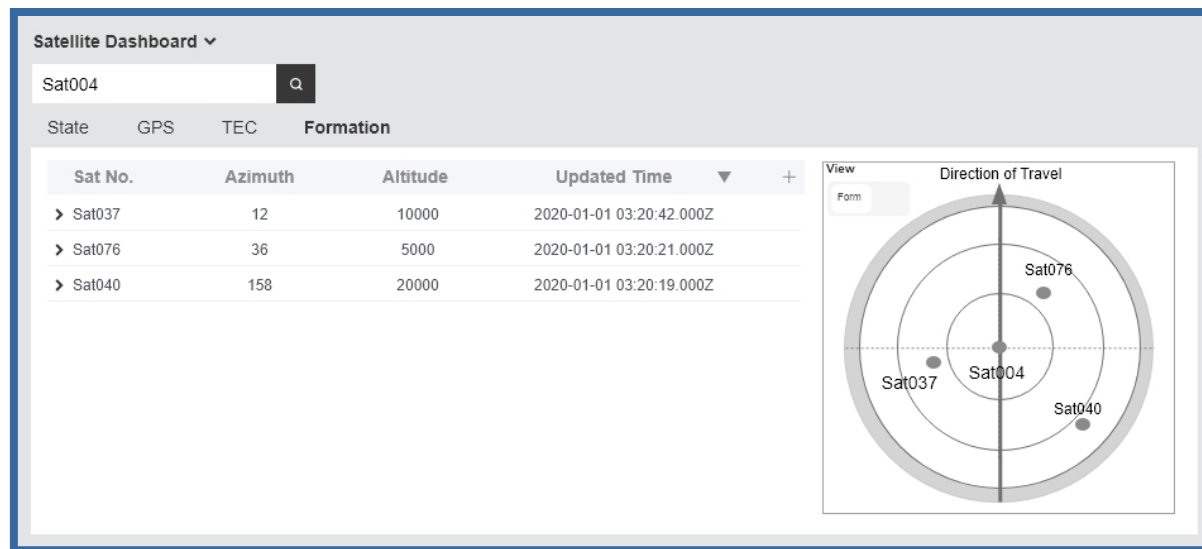 Satellite Dashboard
Sat004
State GPS TEC Formation
Sat No. Azimuth Altitude Updated Time
Sat037 12 10000 2020-01-01 03:20:42.000Z
Sat076 36 5000 2020-01-01 03:20:21.000Z
Sat040 158 20000 2020-01-01 03:20:19.000Z
View
Direction of Travel
Form
Sat076
Sat004
Sat037
Sat040